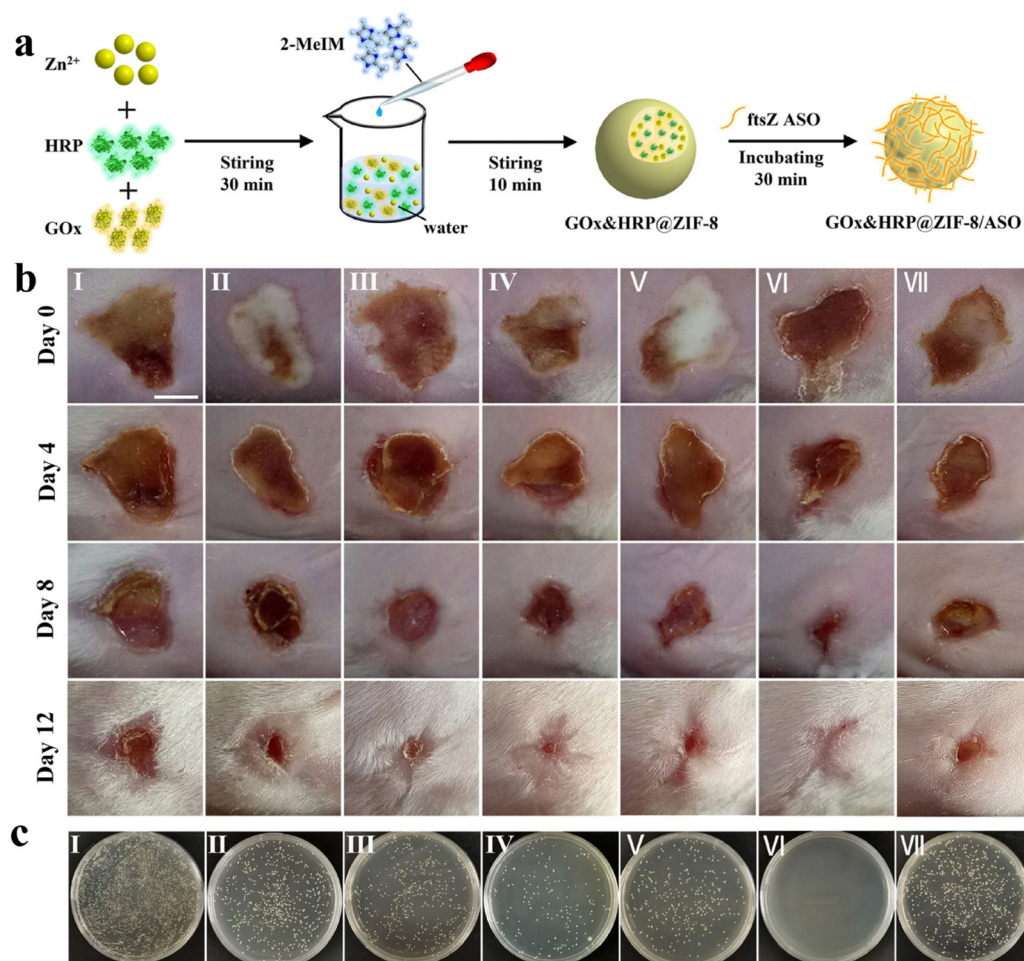 a
Zn2+
+
HRP
+
GOx
Stiring
30 min
2-MeIM
water
Stiring
10 min
GOx&HRP@ZIF-8
ftsZ ASO
Incubating
30 min
GOx&HRP@ZIF-8/ASO
b
I II III IV V VI VII
Day 0
Day 4
Day 8
Day 12
c
I II III IV V VI VII